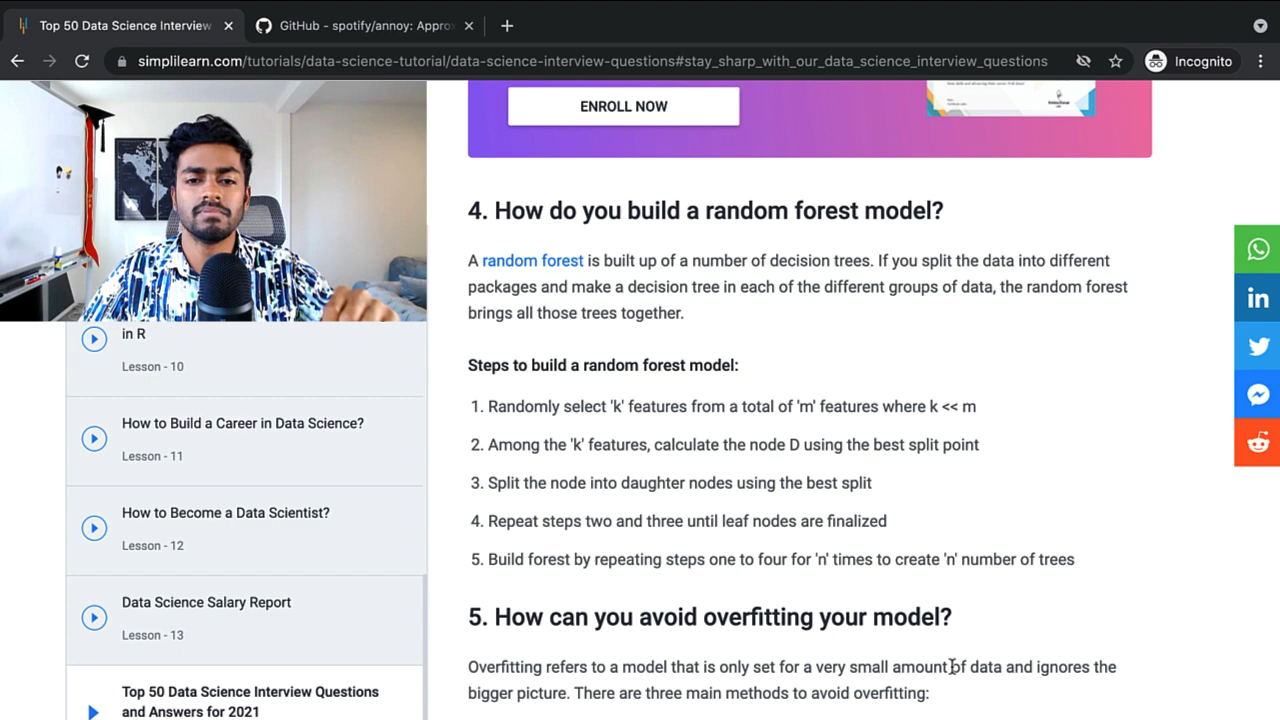 Top 50 Data Science Interview
GitHub - spotify/annoy: Appro
simplilearn.com/tutorials/data-science-tutorial/data-science-interview-questions#stay_sharp_with_our_data_science_interview_questions
Incognito
ENROLL NOW
4. How do you build a random forest model?
A random forest is built up of a number of decision trees. If you split the data into different
packages and make a decision tree in each of the different groups of data, the random forest
brings all those trees together.
Steps to build a random forest model:
1. Randomly select 'k' features from a total of 'm' features where k << m
2. Among the 'k' features, calculate the node D using the best split point
3. Split the node into daughter nodes using the best split
4. Repeat steps two and three until leaf nodes are finalized
5. Build forest by repeating steps one to four for 'n' times to create 'n' number of trees
5. How can you avoid overfitting your model?
Overfitting refers to a model that is only set for a very small amount of data and ignores the
bigger picture. There are three main methods to avoid overfitting:
in R
Lesson - 10
How to Build a Career in Data Science?
Lesson - 11
How to Become a Data Scientist?
Lesson - 12
Data Science Salary Report
Lesson - 13
Top 50 Data Science Interview Questions
and Answers for 2021
in